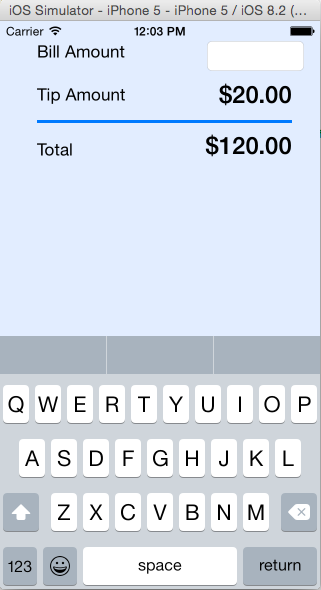 iOS Simulator - iPhone 5 - iPhone 5 / iOS 8.2 (...
Carrier 12:03 PM
Bill Amount
Tip Amount $20.00
Total $120.00
Q W E R T Y U I O P
A S D F G H J K L
Z X C V B N M
123 space return